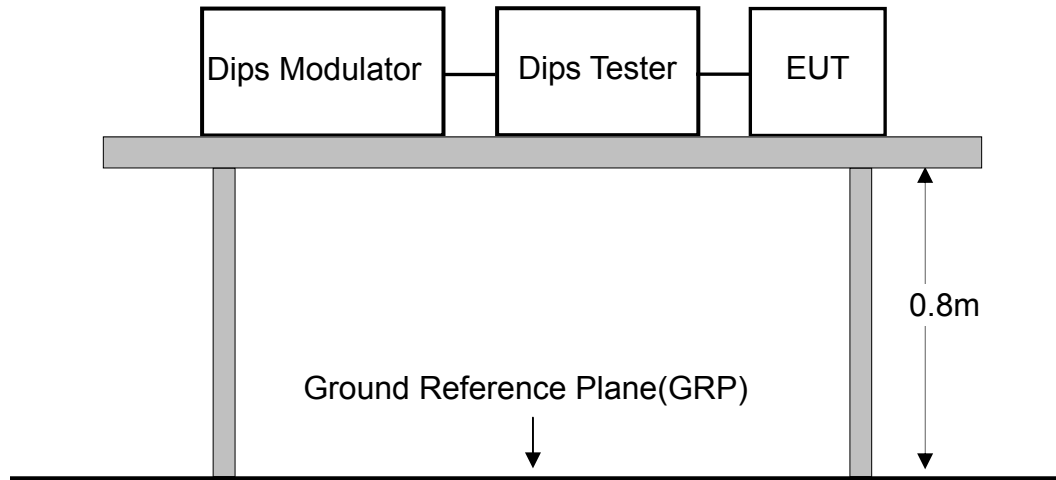 Dips Modulator
Dips Tester
EUT
0.8m
Ground Reference Plane(GRP)